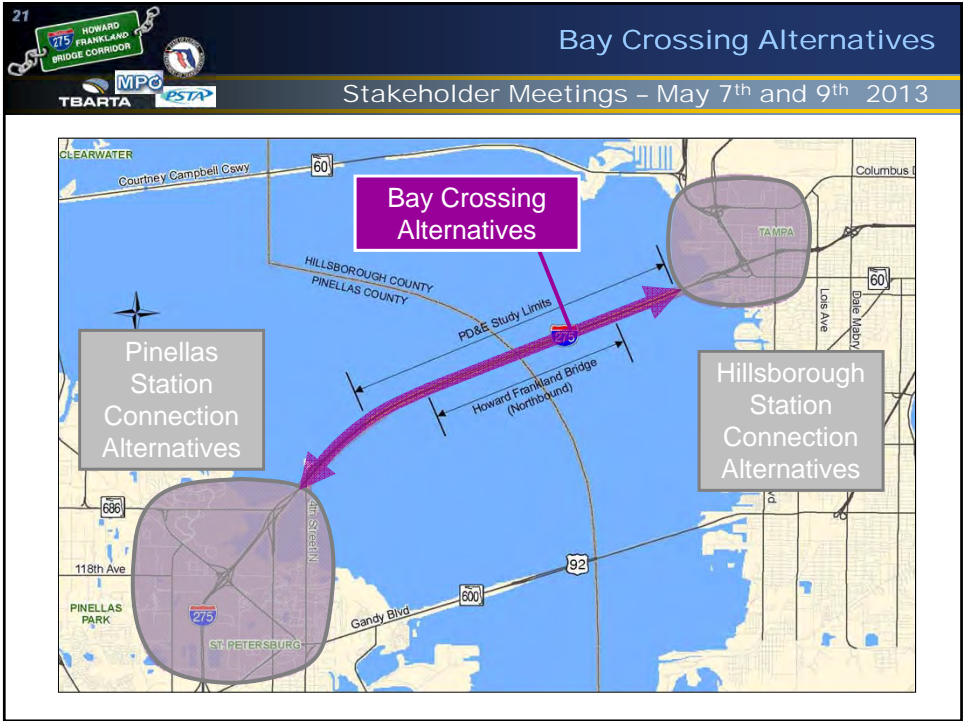 21
HOWARD
275 FRANKLAND
BRIDGE CORRIDOR
MPO
TBARTA
PSTA
Bay Crossing Alternatives
Stakeholder Meetings – May 7th and 9th 2013
CLEARWATER
Courtney Campbell Cswy
60
Columbus
Bay Crossing
Alternatives
TAMPA
HILLSBOROUGH COUNTY
PINELLAS COUNTY
60
Lois Ave
Dale Mabry
PD&E Study Limits
275
Howard Frankland Bridge
(Northbound)
Pinellas
Station
Connection
Alternatives
Hillsborough
Station
Connection
Alternatives
vd
686
4th Street N
118th Ave
92
600
Gandy Blvd
PINELLAS
PARK
275
ST. PETERSBURG